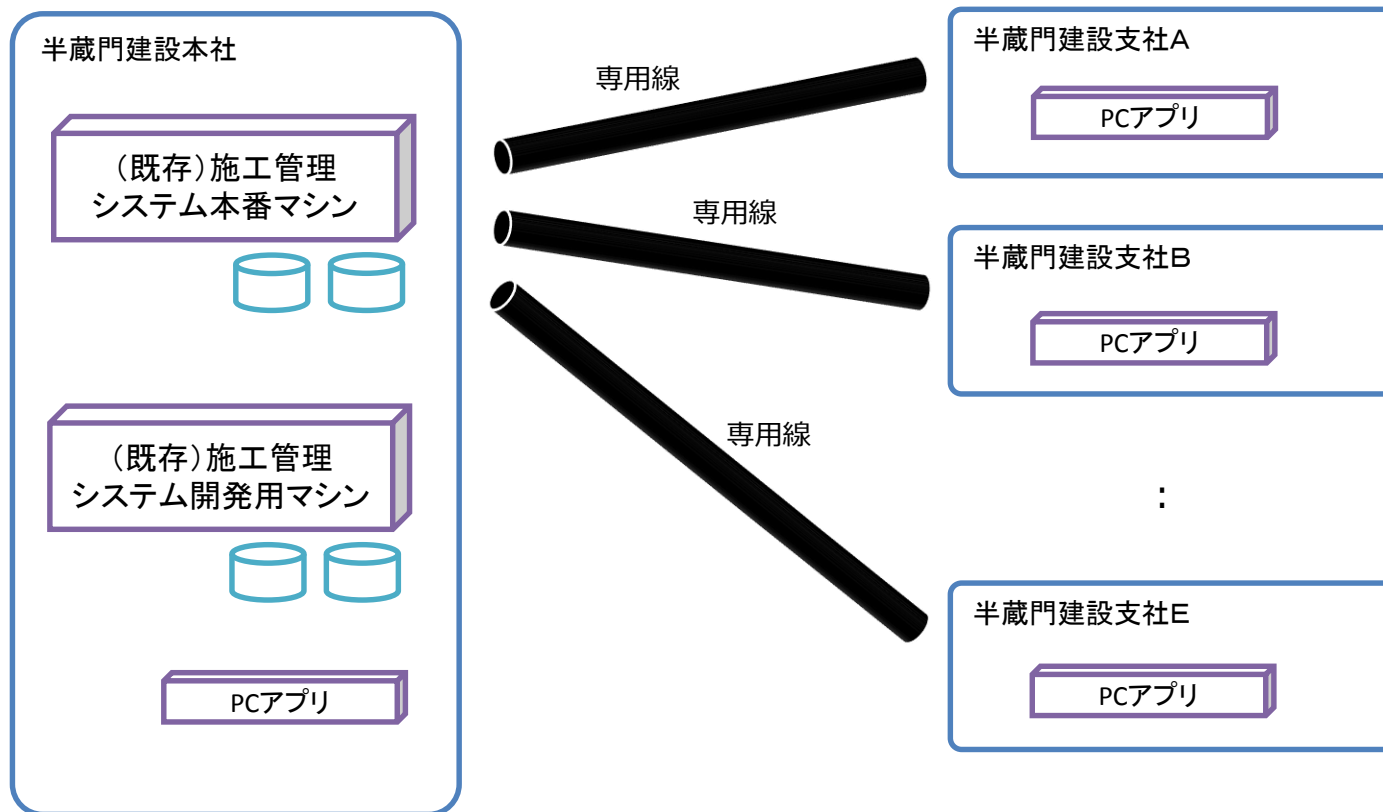 半蔵門建設本社
（既存）施工管理
システム本番マシン
（既存）施工管理
システム開発用マシン
PCアプリ
専用線
専用線
専用線
半蔵門建設支社Ａ
PCアプリ
半蔵門建設支社Ｂ
PCアプリ
：
半蔵門建設支社Ｅ
PCアプリ